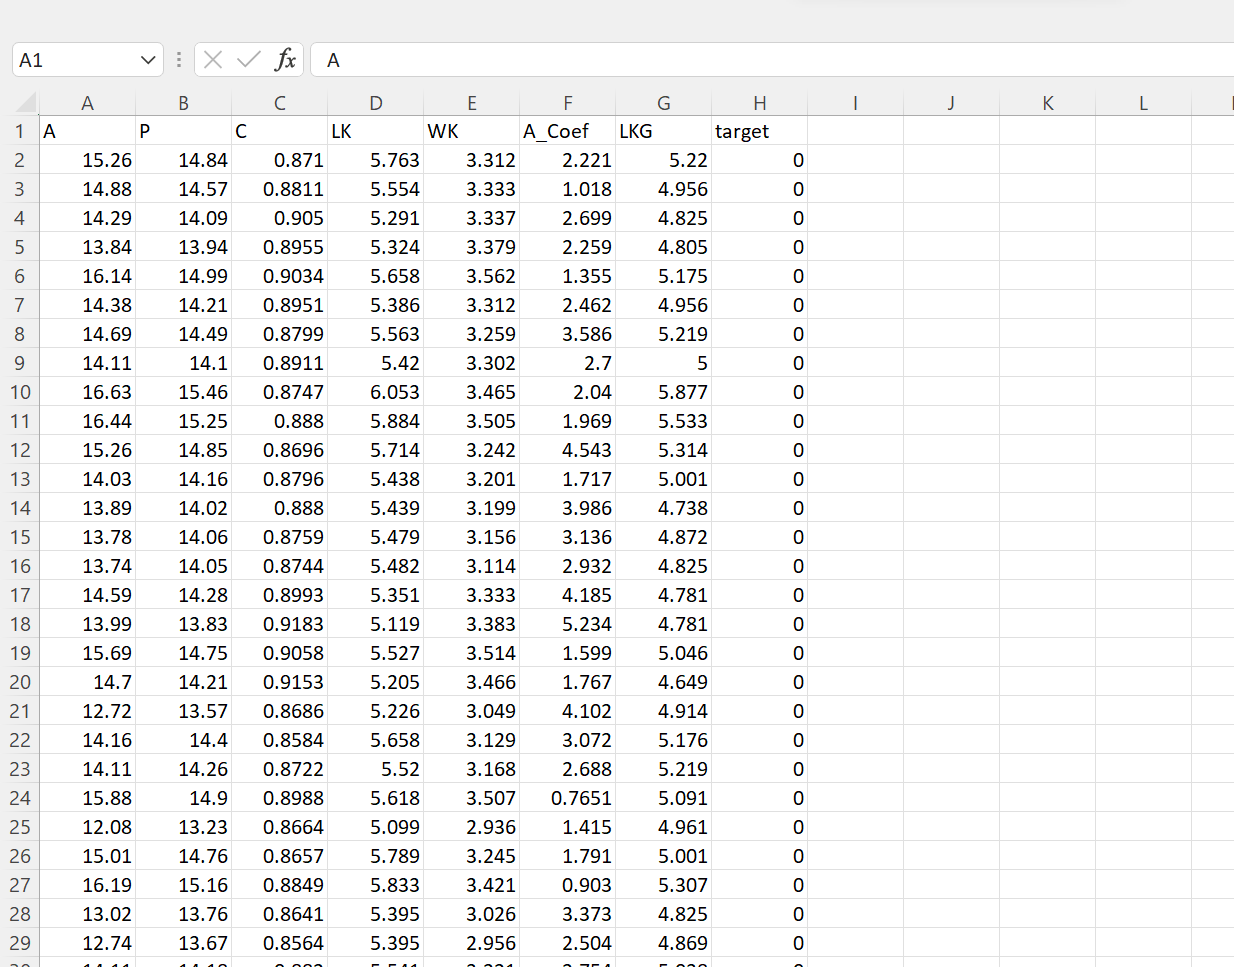 A1 fx A
A B C D E F G H I J K L
1 A P C LK WK A_Coef LKG target
2 15.26 14.84 0.871 5.763 3.312 2.221 5.22 0
3 14.88 14.57 0.8811 5.554 3.333 1.018 4.956 0
4 14.29 14.09 0.905 5.291 3.337 2.699 4.825 0
5 13.84 13.94 0.8955 5.324 3.379 2.259 4.805 0
6 16.14 14.99 0.9034 5.658 3.562 1.355 5.175 0
7 14.38 14.21 0.8951 5.386 3.312 2.462 4.956 0
8 14.69 14.49 0.8799 5.563 3.259 3.586 5.219 0
9 14.11 14.1 0.8911 5.42 3.302 2.7 5 0
10 16.63 15.46 0.8747 6.053 3.465 2.04 5.877 0
11 16.44 15.25 0.888 5.884 3.505 1.969 5.533 0
12 15.26 14.85 0.8696 5.714 3.242 4.543 5.314 0
13 14.03 14.16 0.8796 5.438 3.201 1.717 5.001 0
14 13.89 14.02 0.888 5.439 3.199 3.986 4.738 0
15 13.78 14.06 0.8759 5.479 3.156 3.136 4.872 0
16 13.74 14.05 0.8744 5.482 3.114 2.932 4.825 0
17 14.59 14.28 0.8993 5.351 3.333 4.185 4.781 0
18 13.99 13.83 0.9183 5.119 3.383 5.234 4.781 0
19 15.69 14.75 0.9058 5.527 3.514 1.599 5.046 0
20 14.7 14.21 0.9153 5.205 3.466 1.767 4.649 0
21 12.72 13.57 0.8686 5.226 3.049 4.102 4.914 0
22 14.16 14.4 0.8584 5.658 3.129 3.072 5.176 0
23 14.11 14.26 0.8722 5.52 3.168 2.688 5.219 0
24 15.88 14.9 0.8988 5.618 3.507 0.7651 5.091 0
25 12.08 13.23 0.8664 5.099 2.936 1.415 4.961 0
26 15.01 14.76 0.8657 5.789 3.245 1.791 5.001 0
27 16.19 15.16 0.8849 5.833 3.421 0.903 5.307 0
28 13.02 13.76 0.8641 5.395 3.026 3.373 4.825 0
29 12.74 13.67 0.8564 5.395 2.956 2.504 4.869 0